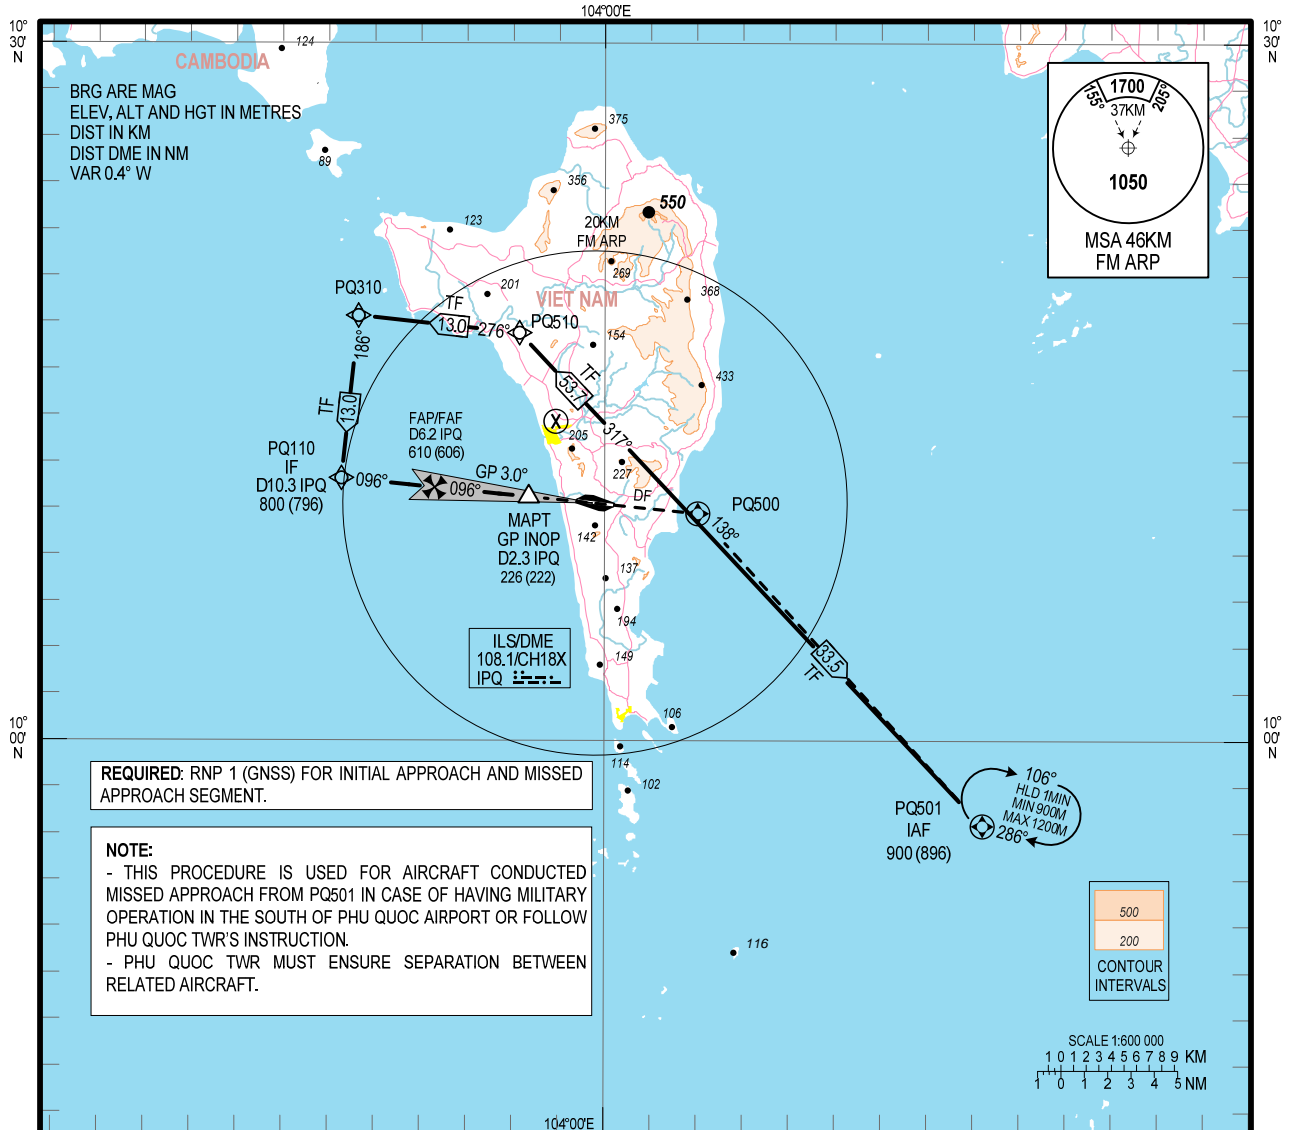 104°00'E
10°
30'
N
10°
30'
N
124
CAMBODIA
BRG ARE MAG
ELEV, ALT AND HGT IN METRES
DIST IN KM
DIST DME IN NM
VAR 0.4° W
89
1700
155°
205°
37KM
1050
MSA 46KM
FM ARP
375
356
550
123
20KM
FM ARP
269
201
VIET NAM
368
PQ310
TF
13.0
276°
PQ510
154
186°
TF
53.7
433
TF
13.0
FAP/FAF
D6.2 IPQ
610 (606)
X
205
317°
PQ110
IF
D10.3 IPQ
800 (796)
096°
096°
GP 3.0°
227
DF
PQ500
138°
MAPT
GP INOP
D2.3 IPQ
226 (222)
142
137
194
ILS/DME
108.1/CH18X
IPQ
149
33.5
TF
106
114
102
10°
00'
N
10°
00'
N
REQUIRED: RNP 1 (GNSS) FOR INITIAL APPROACH AND MISSED
APPROACH SEGMENT.
106°
HLD 1MIN
MIN 900M
MAX 1200M
286°
PQ501
IAF
900 (896)
NOTE:
- THIS PROCEDURE IS USED FOR AIRCRAFT CONDUCTED
MISSED APPROACH FROM PQ501 IN CASE OF HAVING MILITARY
OPERATION IN THE SOUTH OF PHU QUOC AIRPORT OR FOLLOW
PHU QUOC TWR'S INSTRUCTION.
- PHU QUOC TWR MUST ENSURE SEPARATION BETWEEN
RELATED AIRCRAFT.
116
500
200
CONTOUR
INTERVALS
SCALE 1:600 000
1 0 1 2 3 4 5 6 7 8 9 KM
1 0 1 2 3 4 5 NM
104°00'E